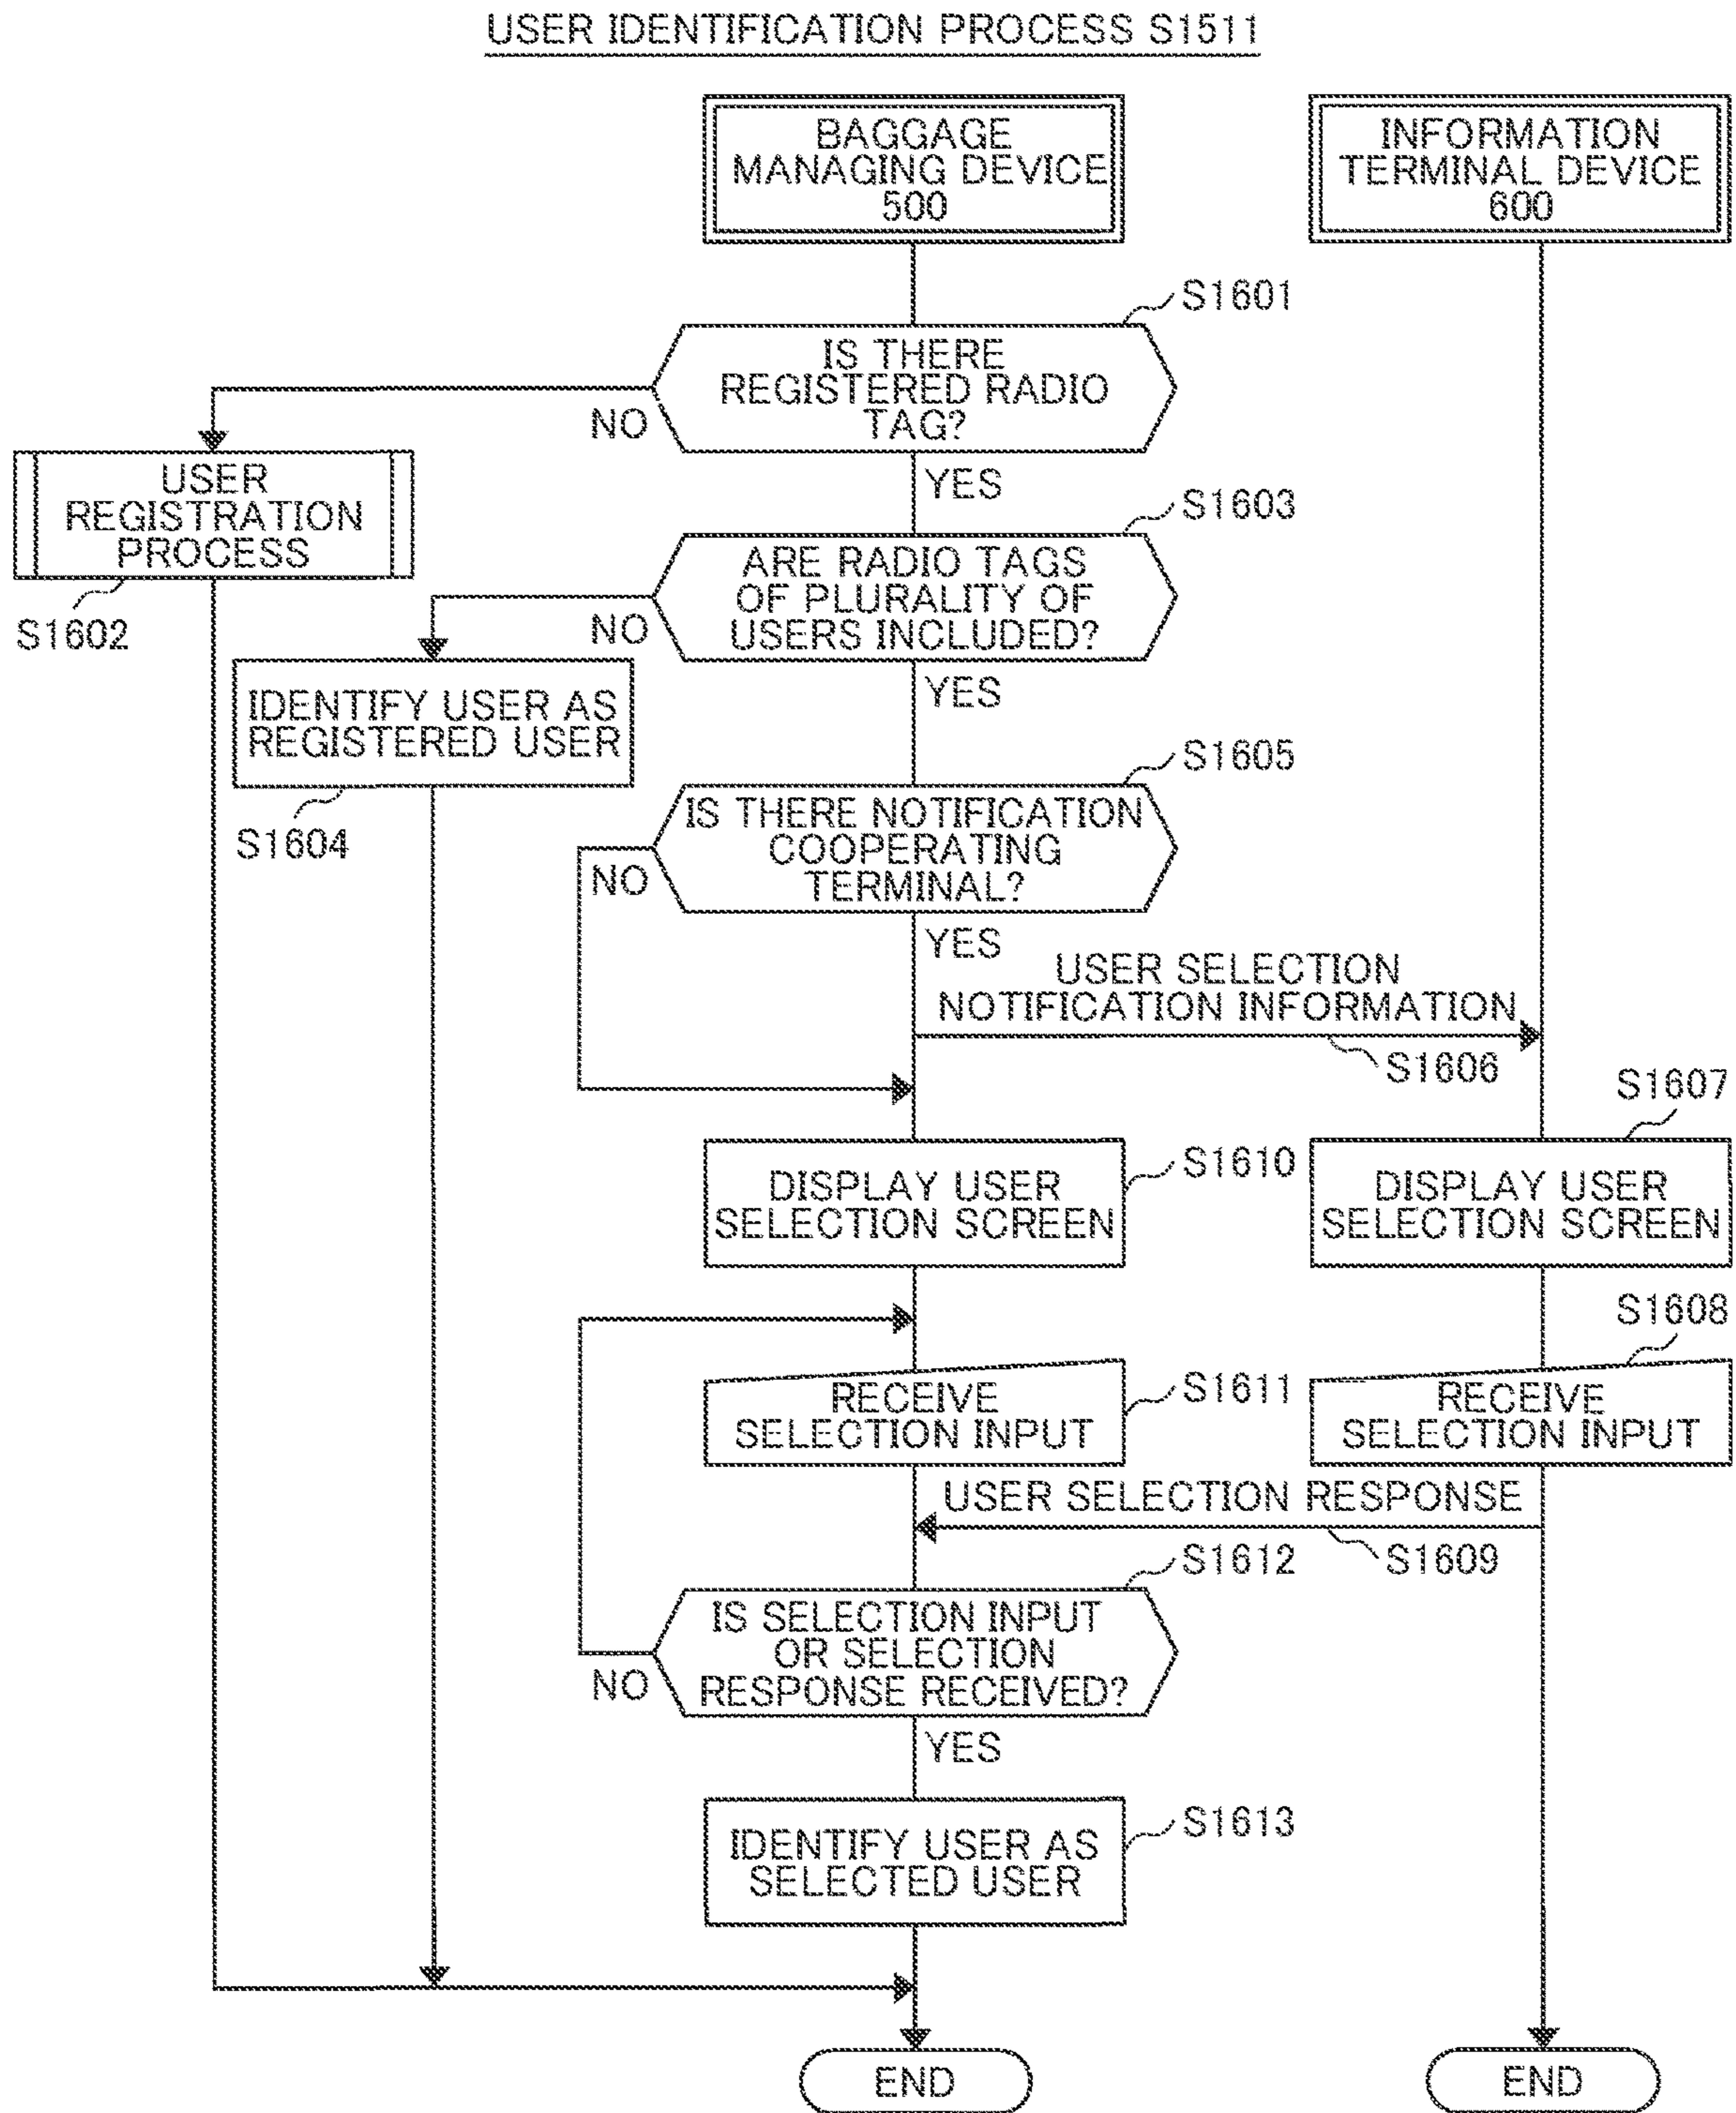 USER IDENTIFICATION PROCESS S1511
BAGGAGE
MANAGING DEVICE
500
INFORMATION
TERMINAL DEVICE
600
S1601
IS THERE
REGISTERED RADIO
TAG?
NO
YES
USER
REGISTRATION
PROCESS
S1602
S1603
ARE RADIO TAGS
OF PLURALITY OF
USERS INCLUDED?
NO
YES
IDENTIFY USER AS
REGISTERED USER
S1604
S1605
IS THERE NOTIFICATION
COOPERATING
TERMINAL?
NO
YES
USER SELECTION
NOTIFICATION INFORMATION
S1606
S1607
DISPLAY USER
SELECTION SCREEN
S1610
DISPLAY USER
SELECTION SCREEN
S1608
RECEIVE
SELECTION INPUT
S1611
RECEIVE
SELECTION INPUT
USER SELECTION RESPONSE
S1609
S1612
IS SELECTION INPUT
OR SELECTION
RESPONSE RECEIVED?
NO
YES
IDENTIFY USER AS
SELECTED USER
S1613
END
END